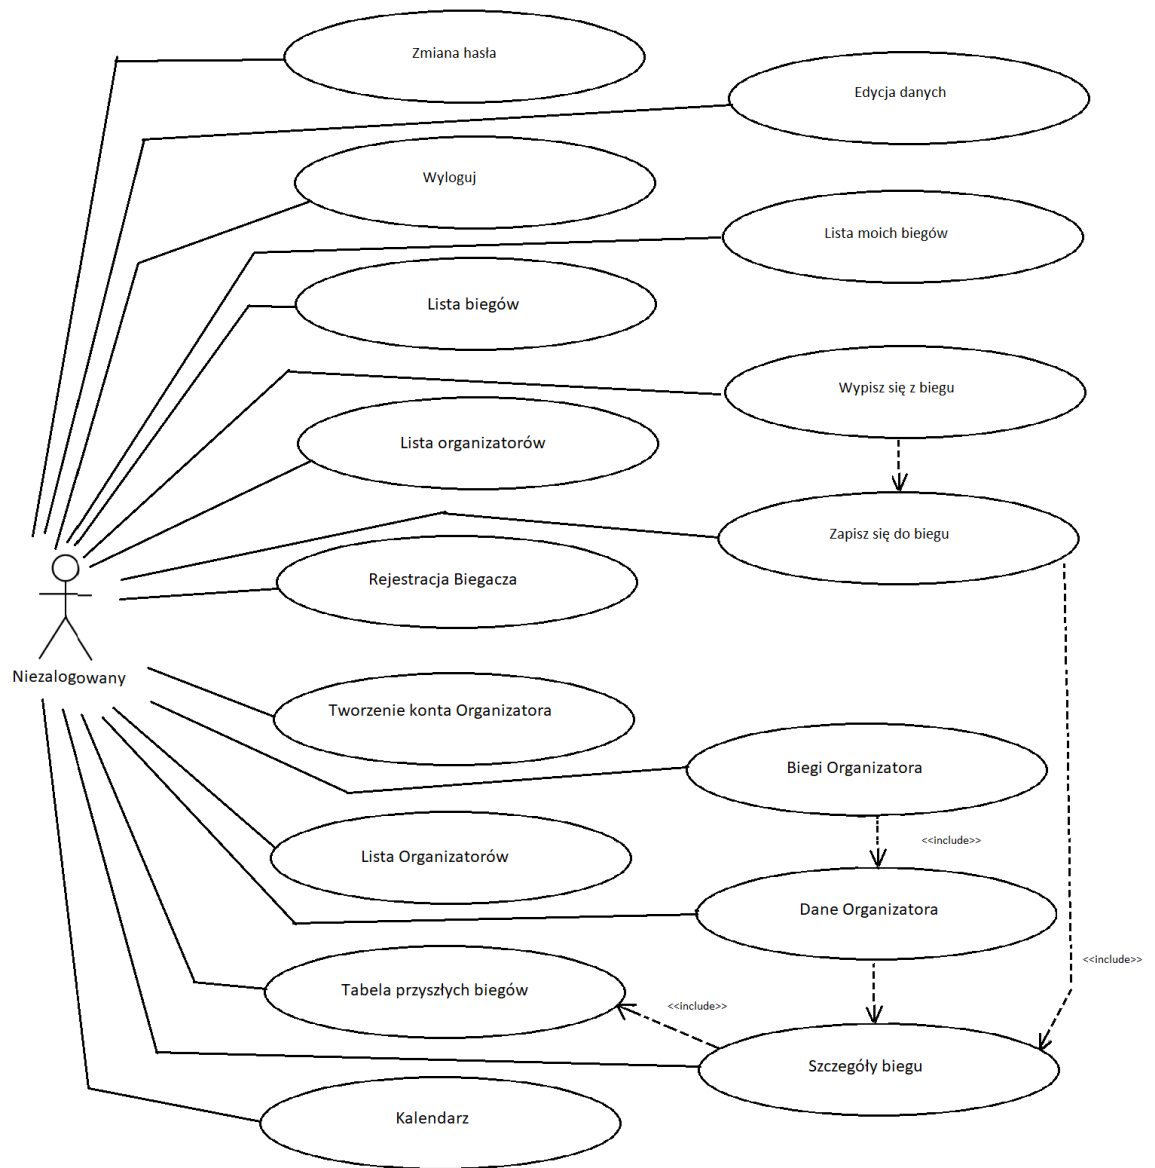 Zmiana hasła
Edycja danych
Wyloguj
Lista moich biegów
Lista biegów
Wypisz się z biegu
Lista organizatorów
Zapisz się do biegu
Rejestracja Biegacza
Niezalogowany
Tworzenie konta Organizatora
Biegi Organizatora
<<include>>
Lista Organizatorów
Dane Organizatora
<<include>>
Tabela przyszłych biegów
<<include>>
Szczegóły biegu
Kalendarz